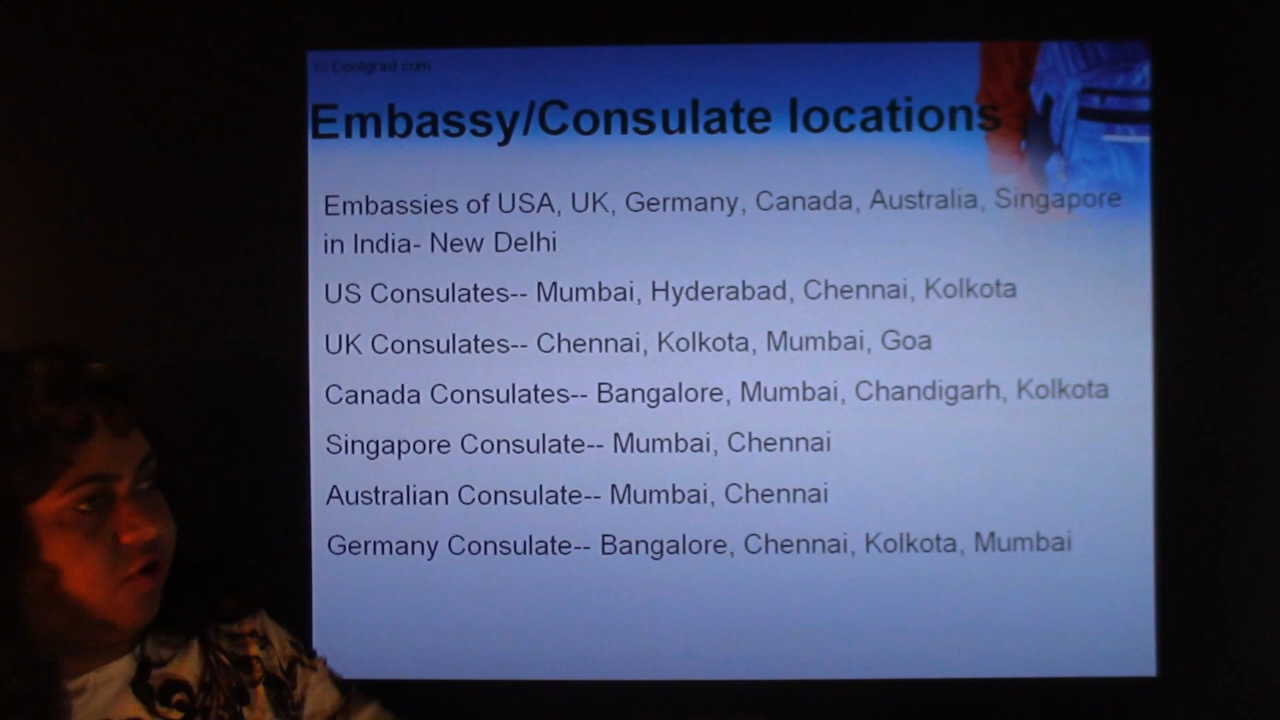 © Coolgrad.com
Embassy/Consulate locations
Embassies of USA, UK, Germany, Canada, Australia, Singapore
in India- New Delhi
US Consulates-- Mumbai, Hyderabad, Chennai, Kolkota
UK Consulates-- Chennai, Kolkota, Mumbai, Goa
Canada Consulates-- Bangalore, Mumbai, Chandigarh, Kolkota
Singapore Consulate-- Mumbai, Chennai
Australian Consulate-- Mumbai, Chennai
Germany Consulate-- Bangalore, Chennai, Kolkota, Mumbai